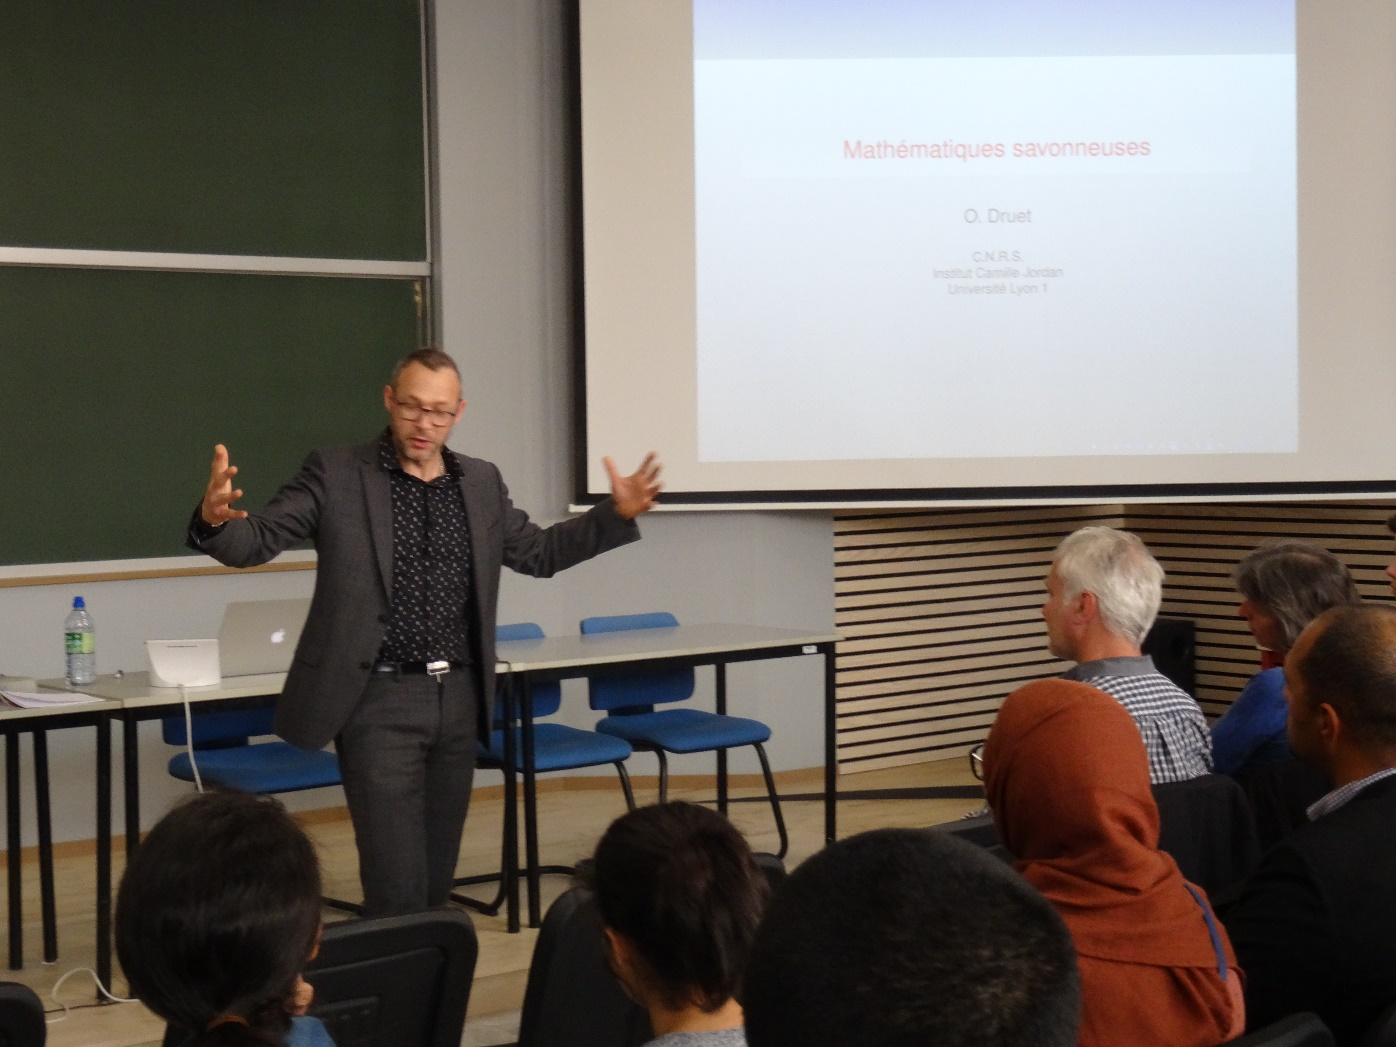 Mathématiques savonneuses
O. Druet
C.N.R.S.
Institut Camille Jordan
Université Lyon 1